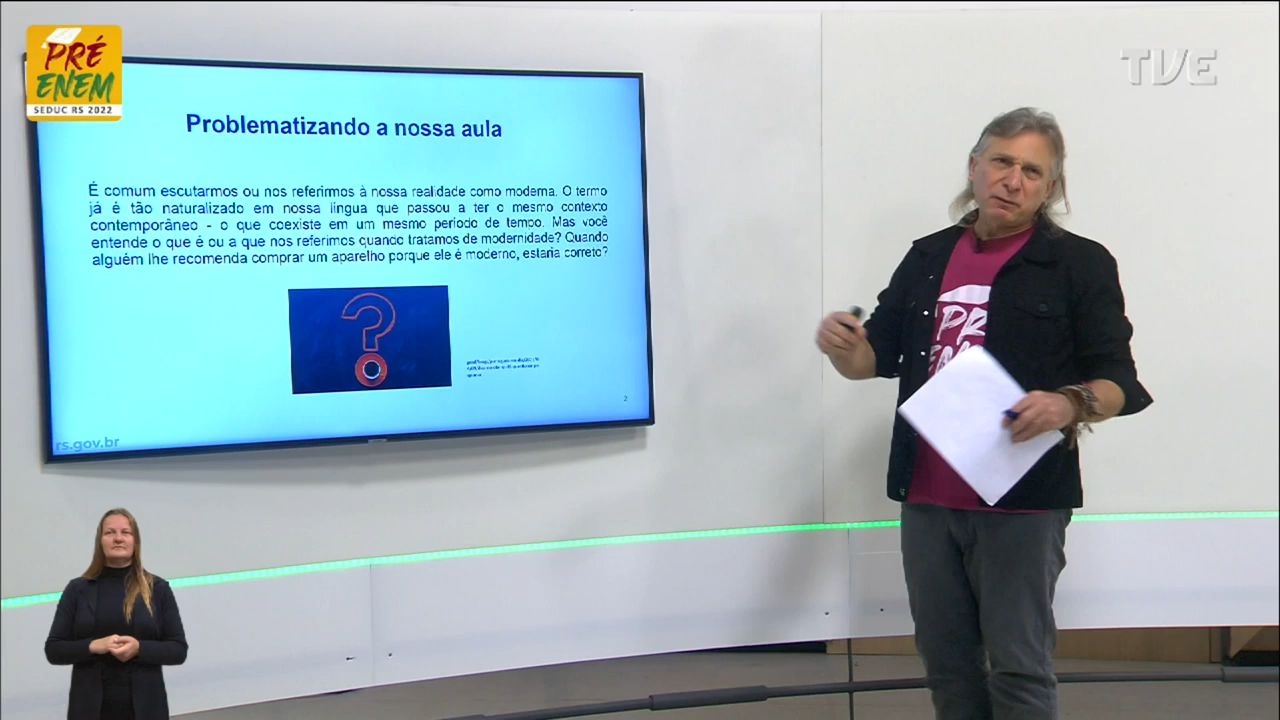 PRÉ
ENEM
SEDUC RS 2022
TVE
Problematizando a nossa aula
É comum escutarmos ou nos referirmos à nossa realidade como moderna. O termo
já é tão naturalizado em nossa língua que passou a ter o mesmo contexto
contemporâneo - o que coexiste em um mesmo período de tempo. Mas você
entende o que é ou a que nos referimos quando tratamos de modernidade? Quando
alguém lhe recomenda comprar um aparelho porque ele é moderno, estaria correto?
?
2
rs.gov.br
PR